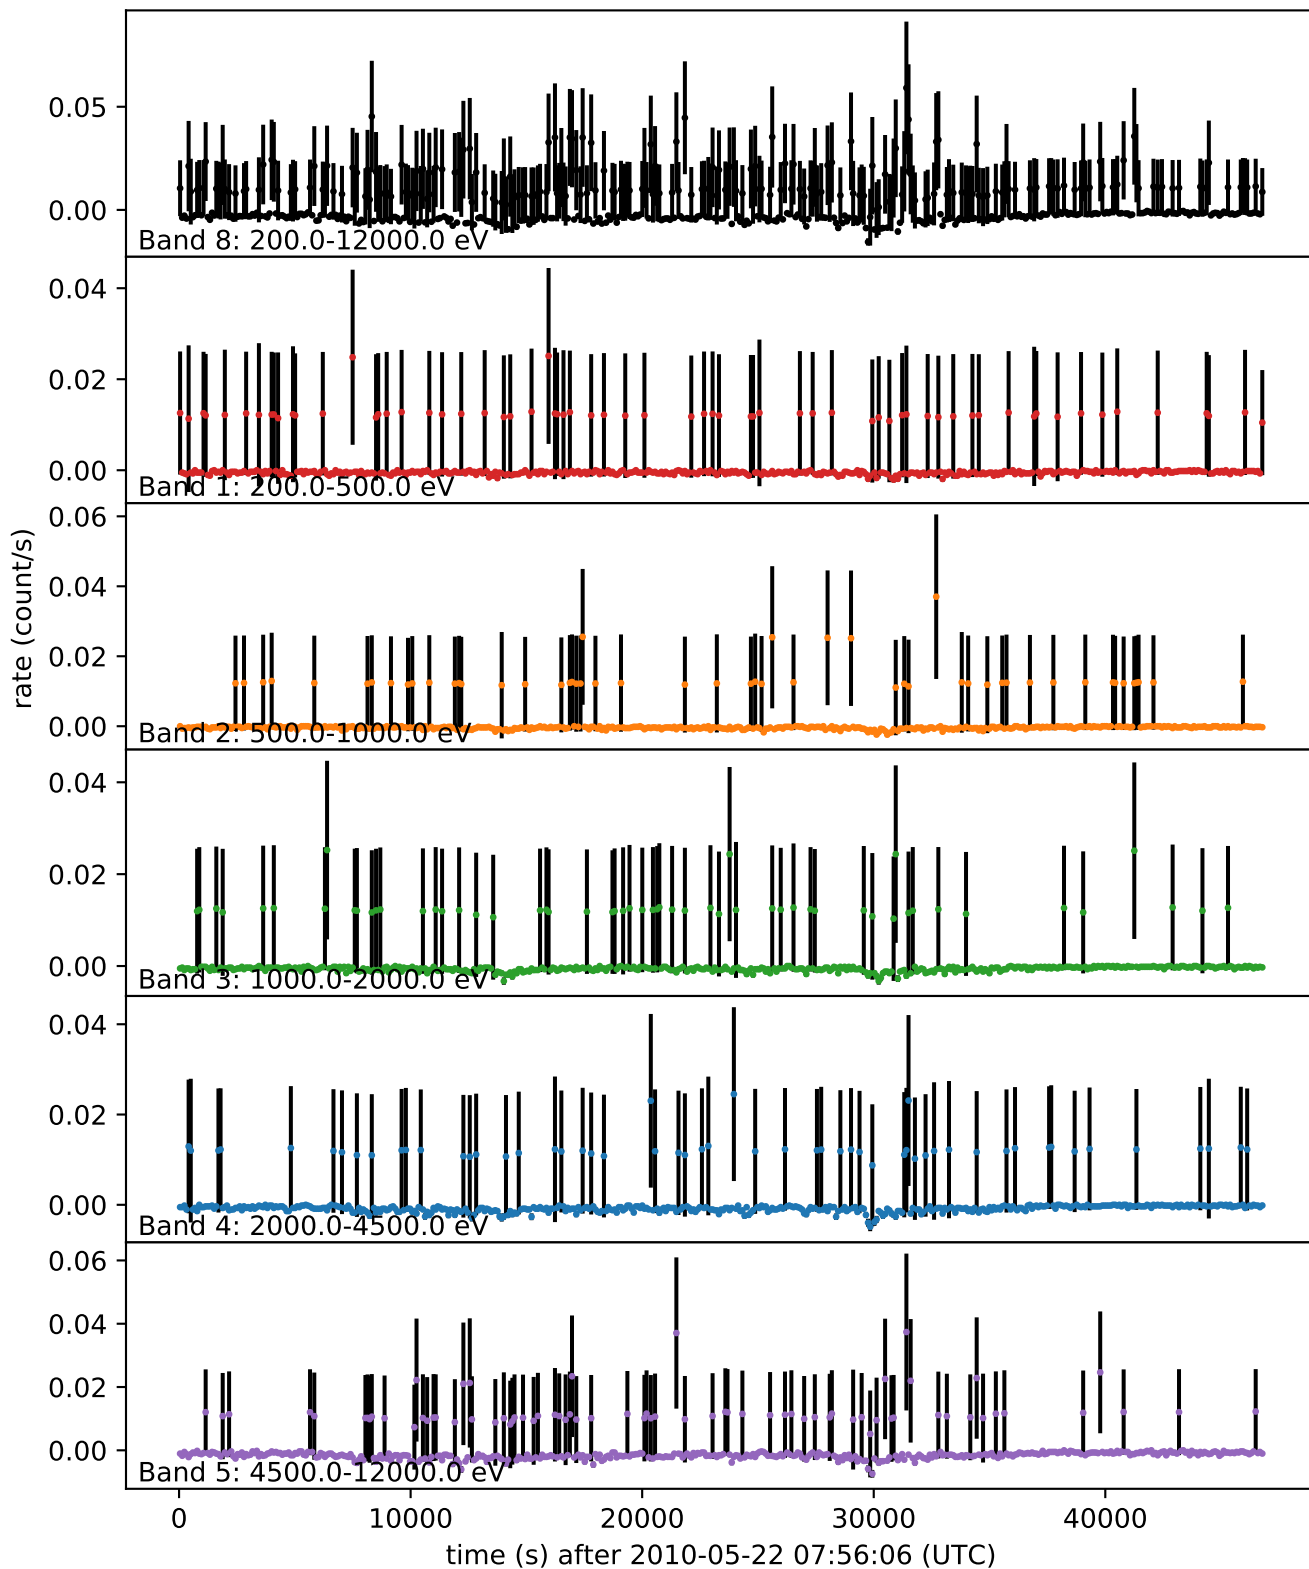 0.05
0.00
Band 8: 200.0-12000.0 eV
0.04
0.02
0.00
Band 1: 200.0-500.0 eV
0.06
0.04
0.02
0.00
Band 2: 500.0-1000.0 eV
rate (count/s)
0.04
0.02
0.00
Band 3: 1000.0-2000.0 eV
0.04
0.02
0.00
Band 4: 2000.0-4500.0 eV
0.06
0.04
0.02
0.00
Band 5: 4500.0-12000.0 eV
0 10000 20000 30000 40000
time (s) after 2010-05-22 07:56:06 (UTC)